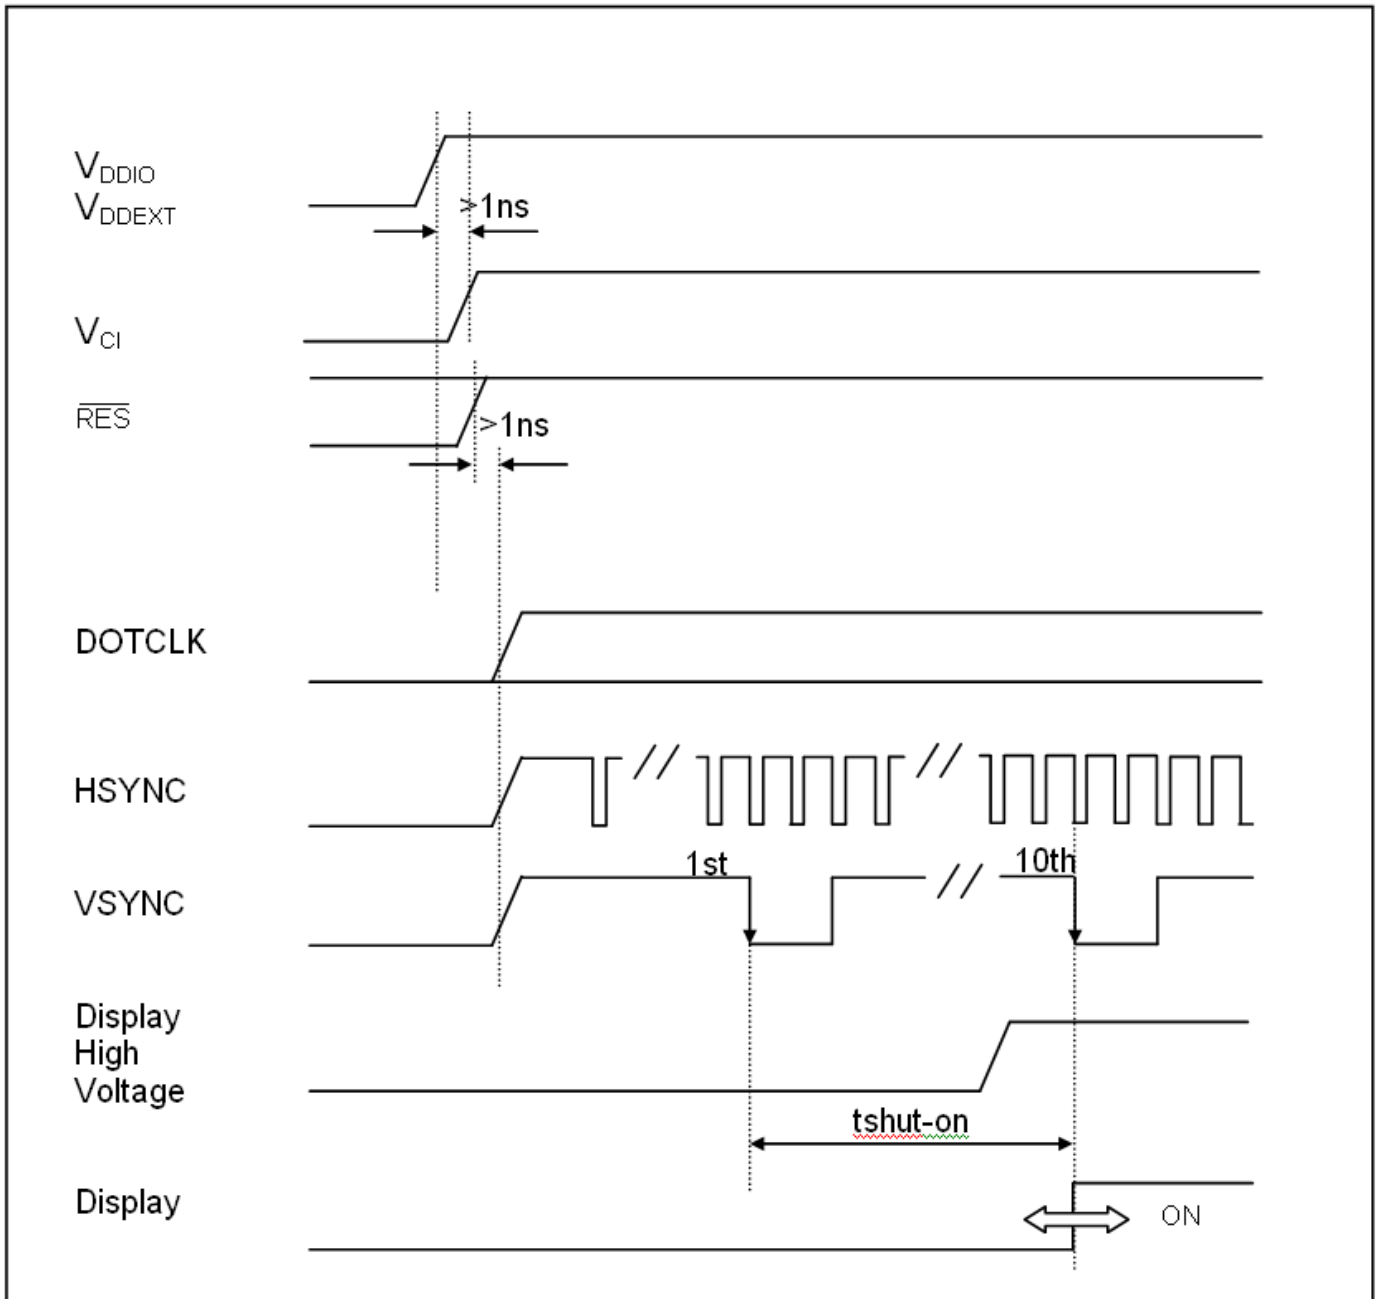 VDDIO
VDDEXT
>1ns
VCI
RES
>1ns
DOTCLK
HSYNC
1st
10th
VSYNC
Display
High
Voltage
tshut-on
Display
ON